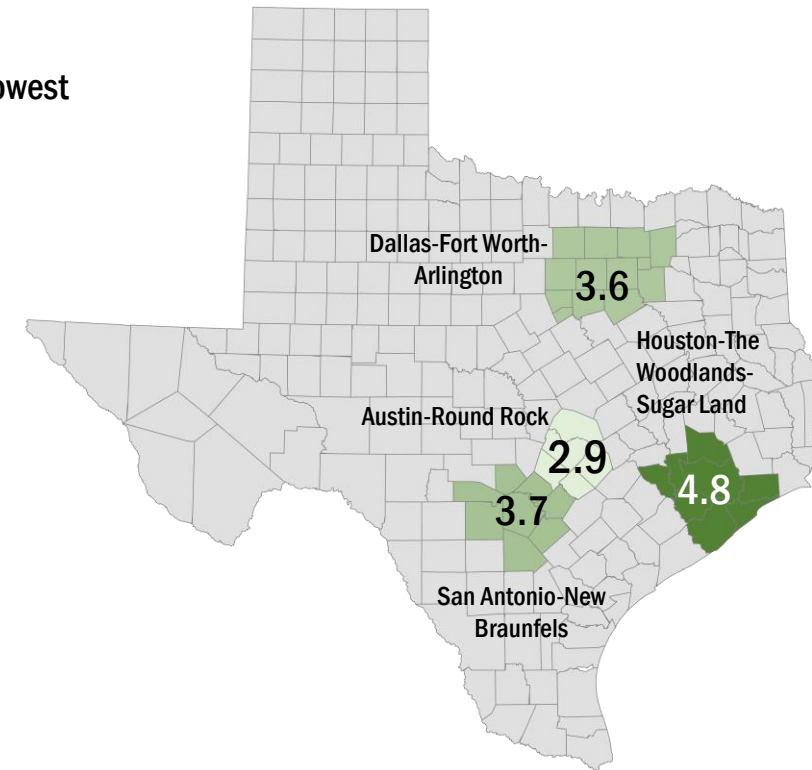 Dallas-Fort Worth-
Arlington
3.6
Houston-The
Woodlands-
Sugar Land
Austin-Round Rock
2.9
4.8
3.7
San Antonio-New
Braunfels